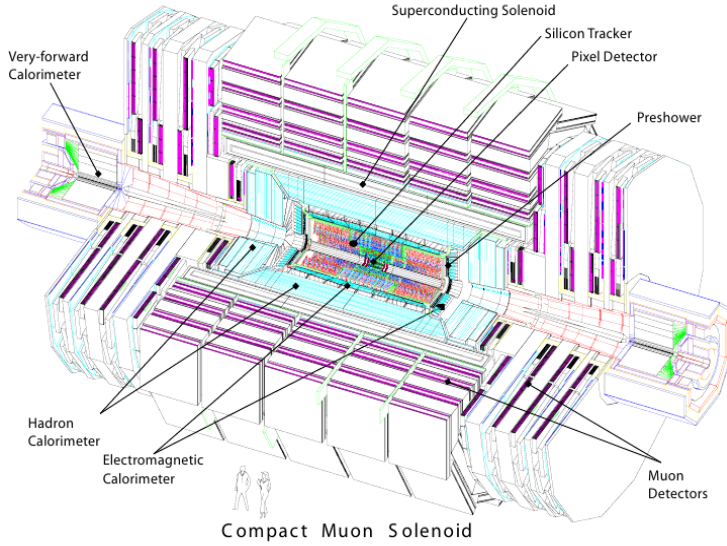 Superconducting Solenoid
Silicon Tracker
Very-forward
Calorimeter
Pixel Detector
Preshower
Hadron
Calorimeter
Electromagnetic
Calorimeter
Muon
Detectors
Compact Muon Solenoid